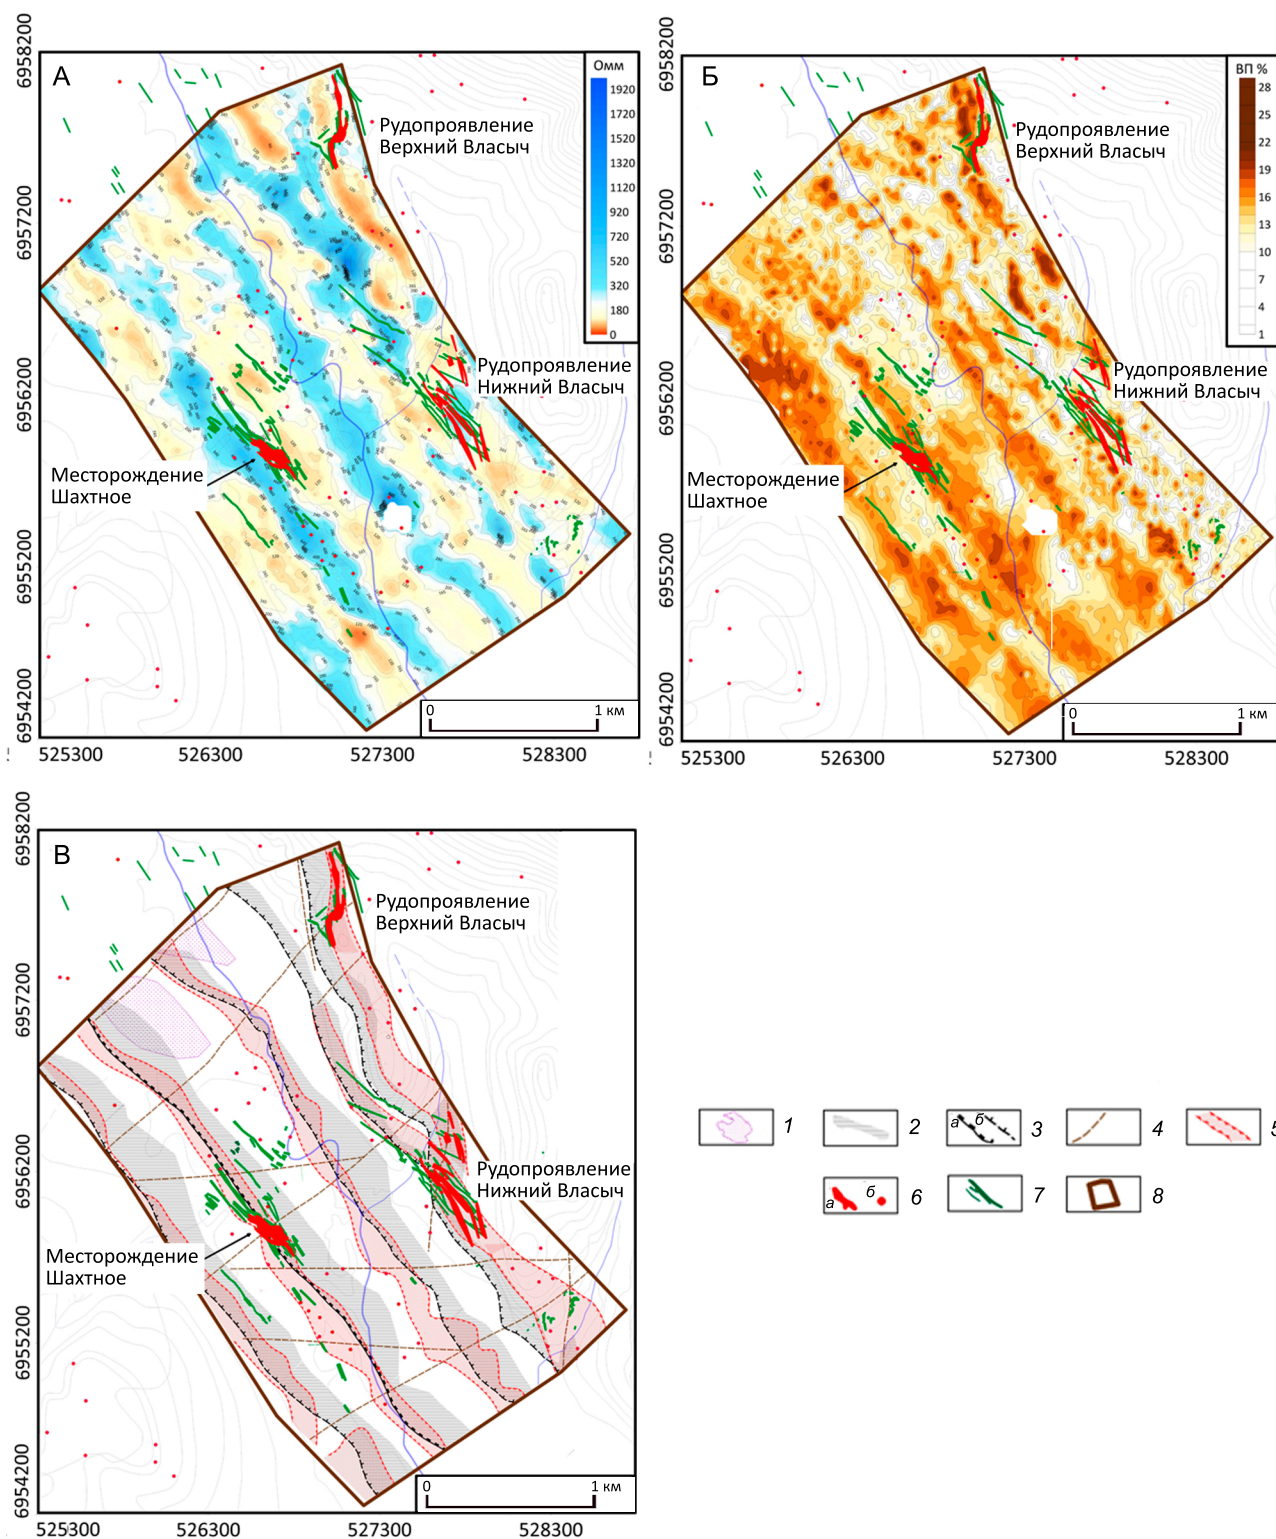 А
Омм
1920
1720
1520
1320
1120
920
720
520
320
180
0
Рудопроявление
Верхний Власыч
Рудопроявление
Нижний Власыч
Месторождение
Шахтное
0
1 км
6958200
6957200
6956200
6955200
6954200
525300
526300
527300
528300
Б
ВП %
28
25
22
19
16
13
10
7
4
1
Рудопроявление
Верхний Власыч
Рудопроявление
Нижний Власыч
Месторождение
Шахтное
0
1 км
6958200
6957200
6956200
6955200
6954200
525300
526300
527300
528300
В
Рудопроявление
Верхний Власыч
Рудопроявление
Нижний Власыч
Месторождение
Шахтное
0
1 км
6958200
6957200
6956200
6955200
6954200
525300
526300
527300
528300
1
2
а
б
3
4
5
а
б
6
7
8